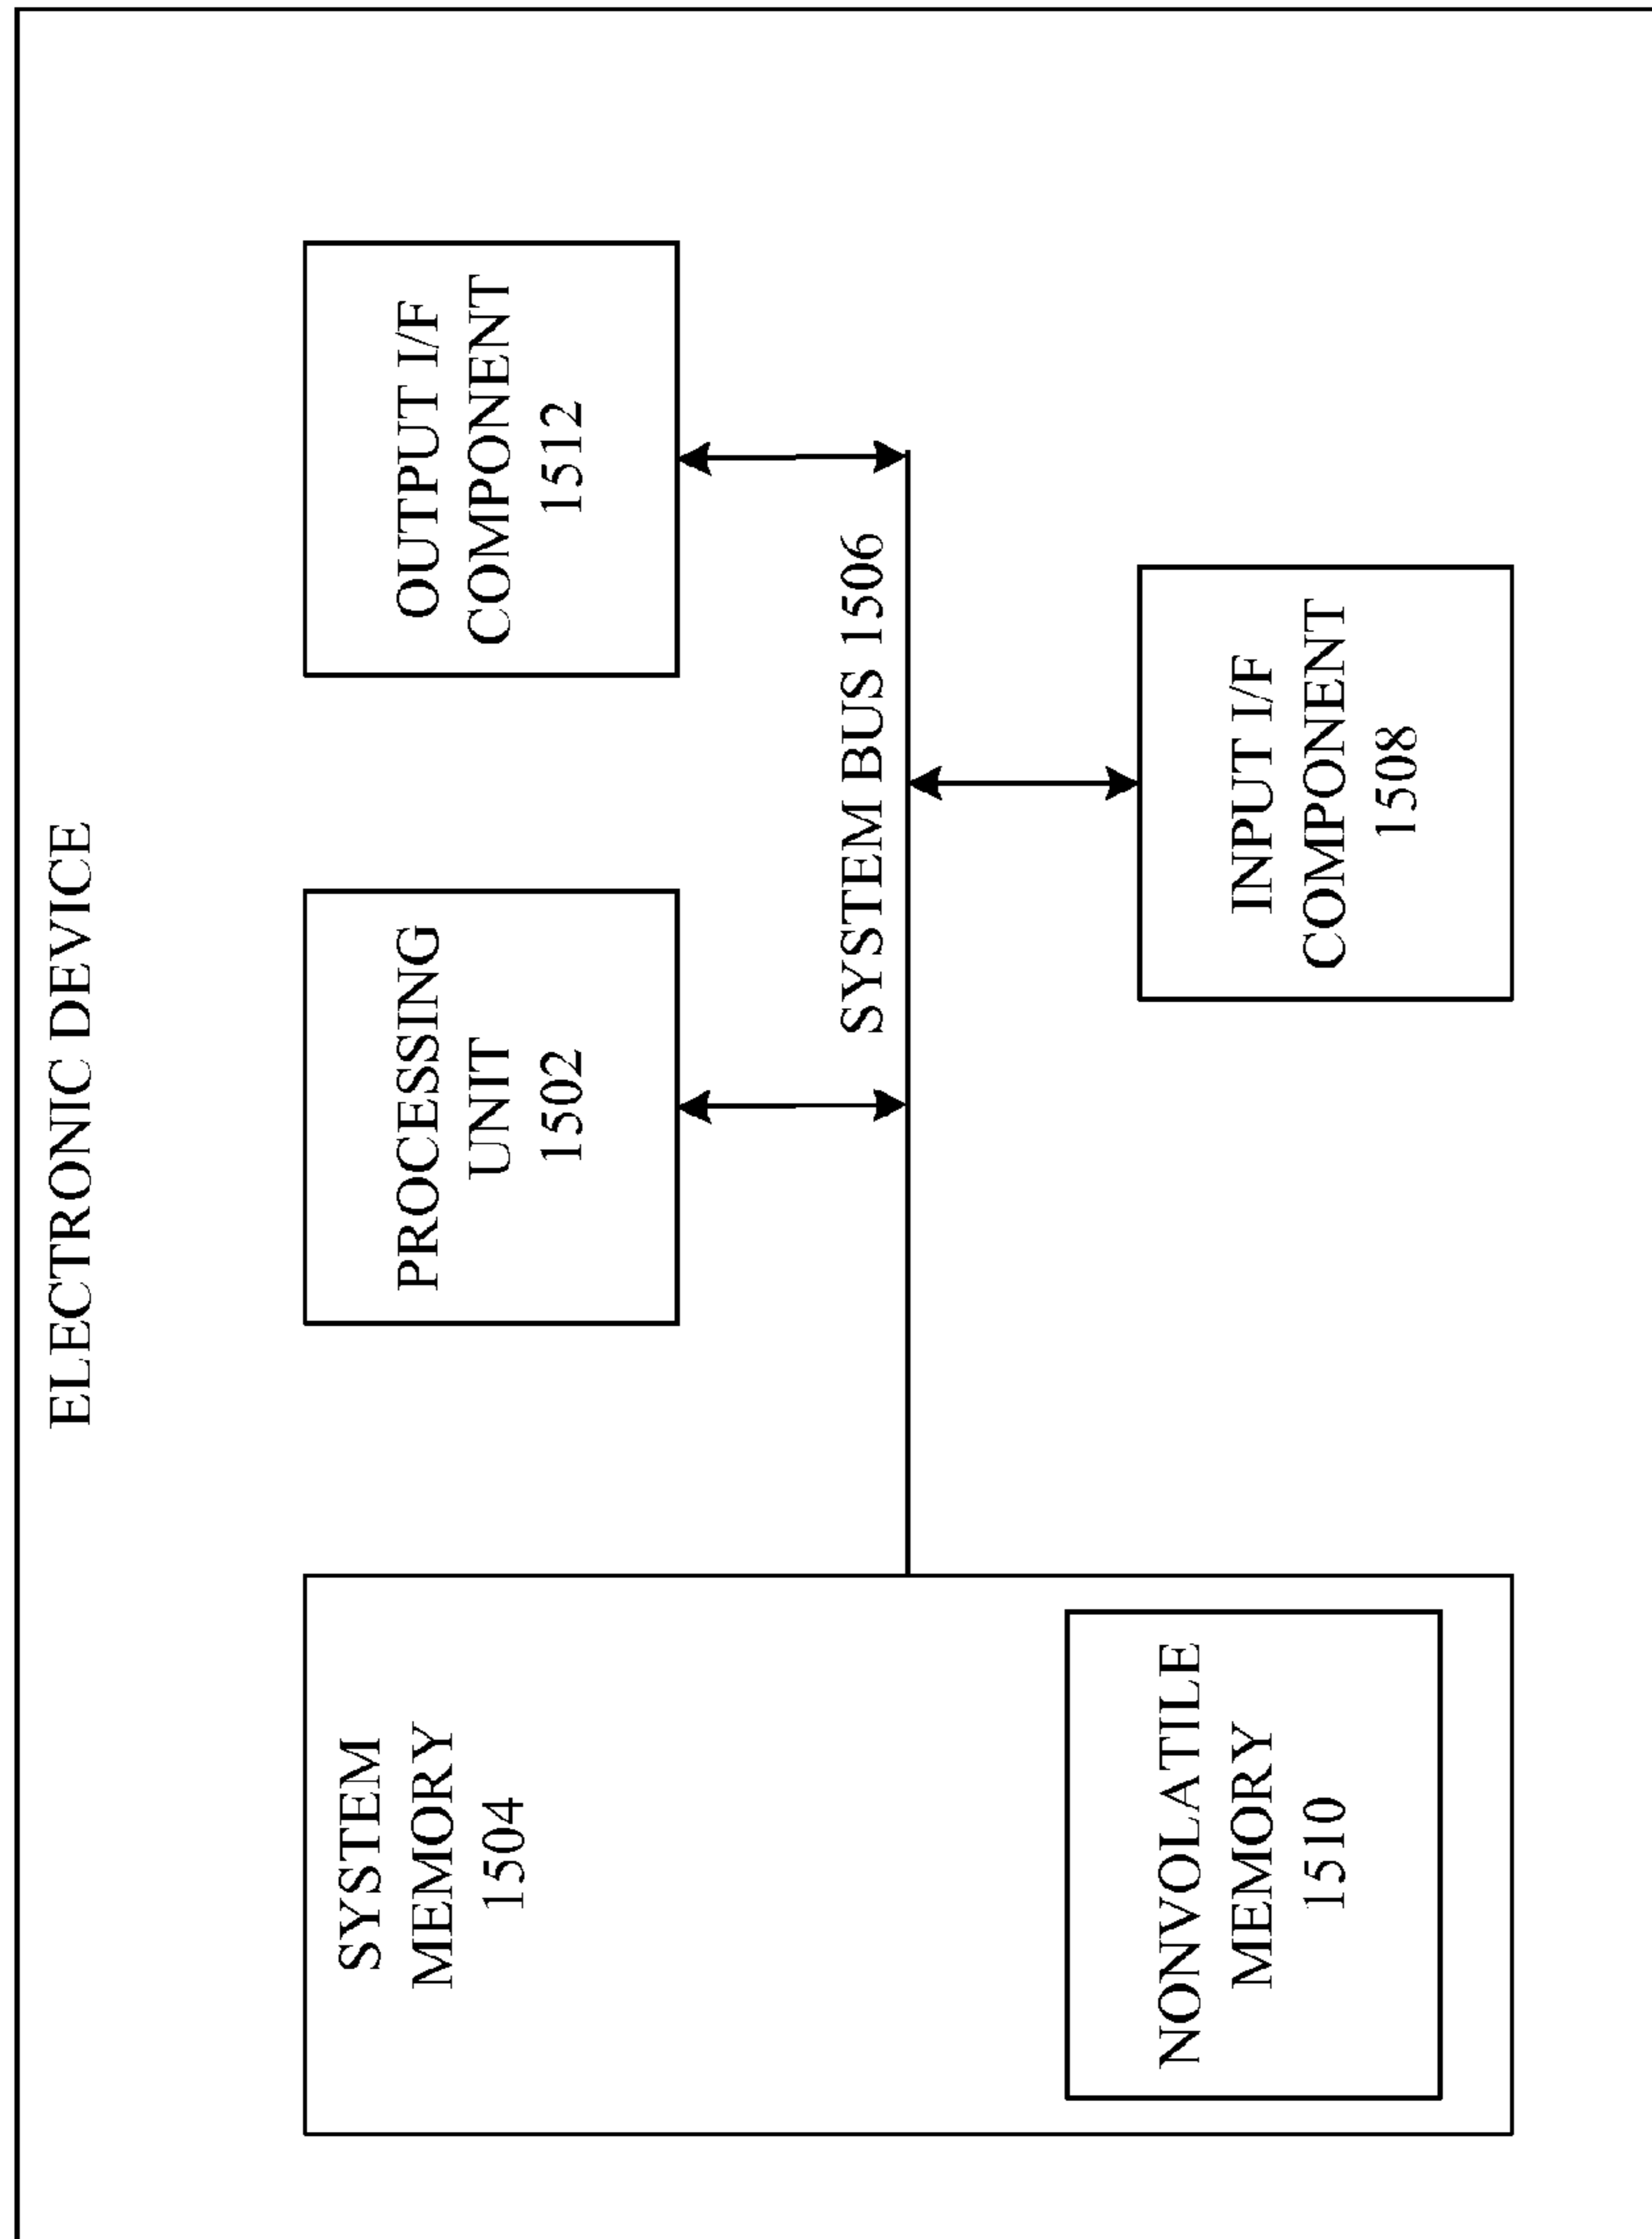 ELECTRONIC DEVICE
SYSTEM
MEMORY
1504
NONVOLATILE
MEMORY
1510
PROCESSING
UNIT
1502
OUTPUT I/F
COMPONENT
1512
SYSTEM BUS 1506
INPUT I/F
COMPONENT
1508